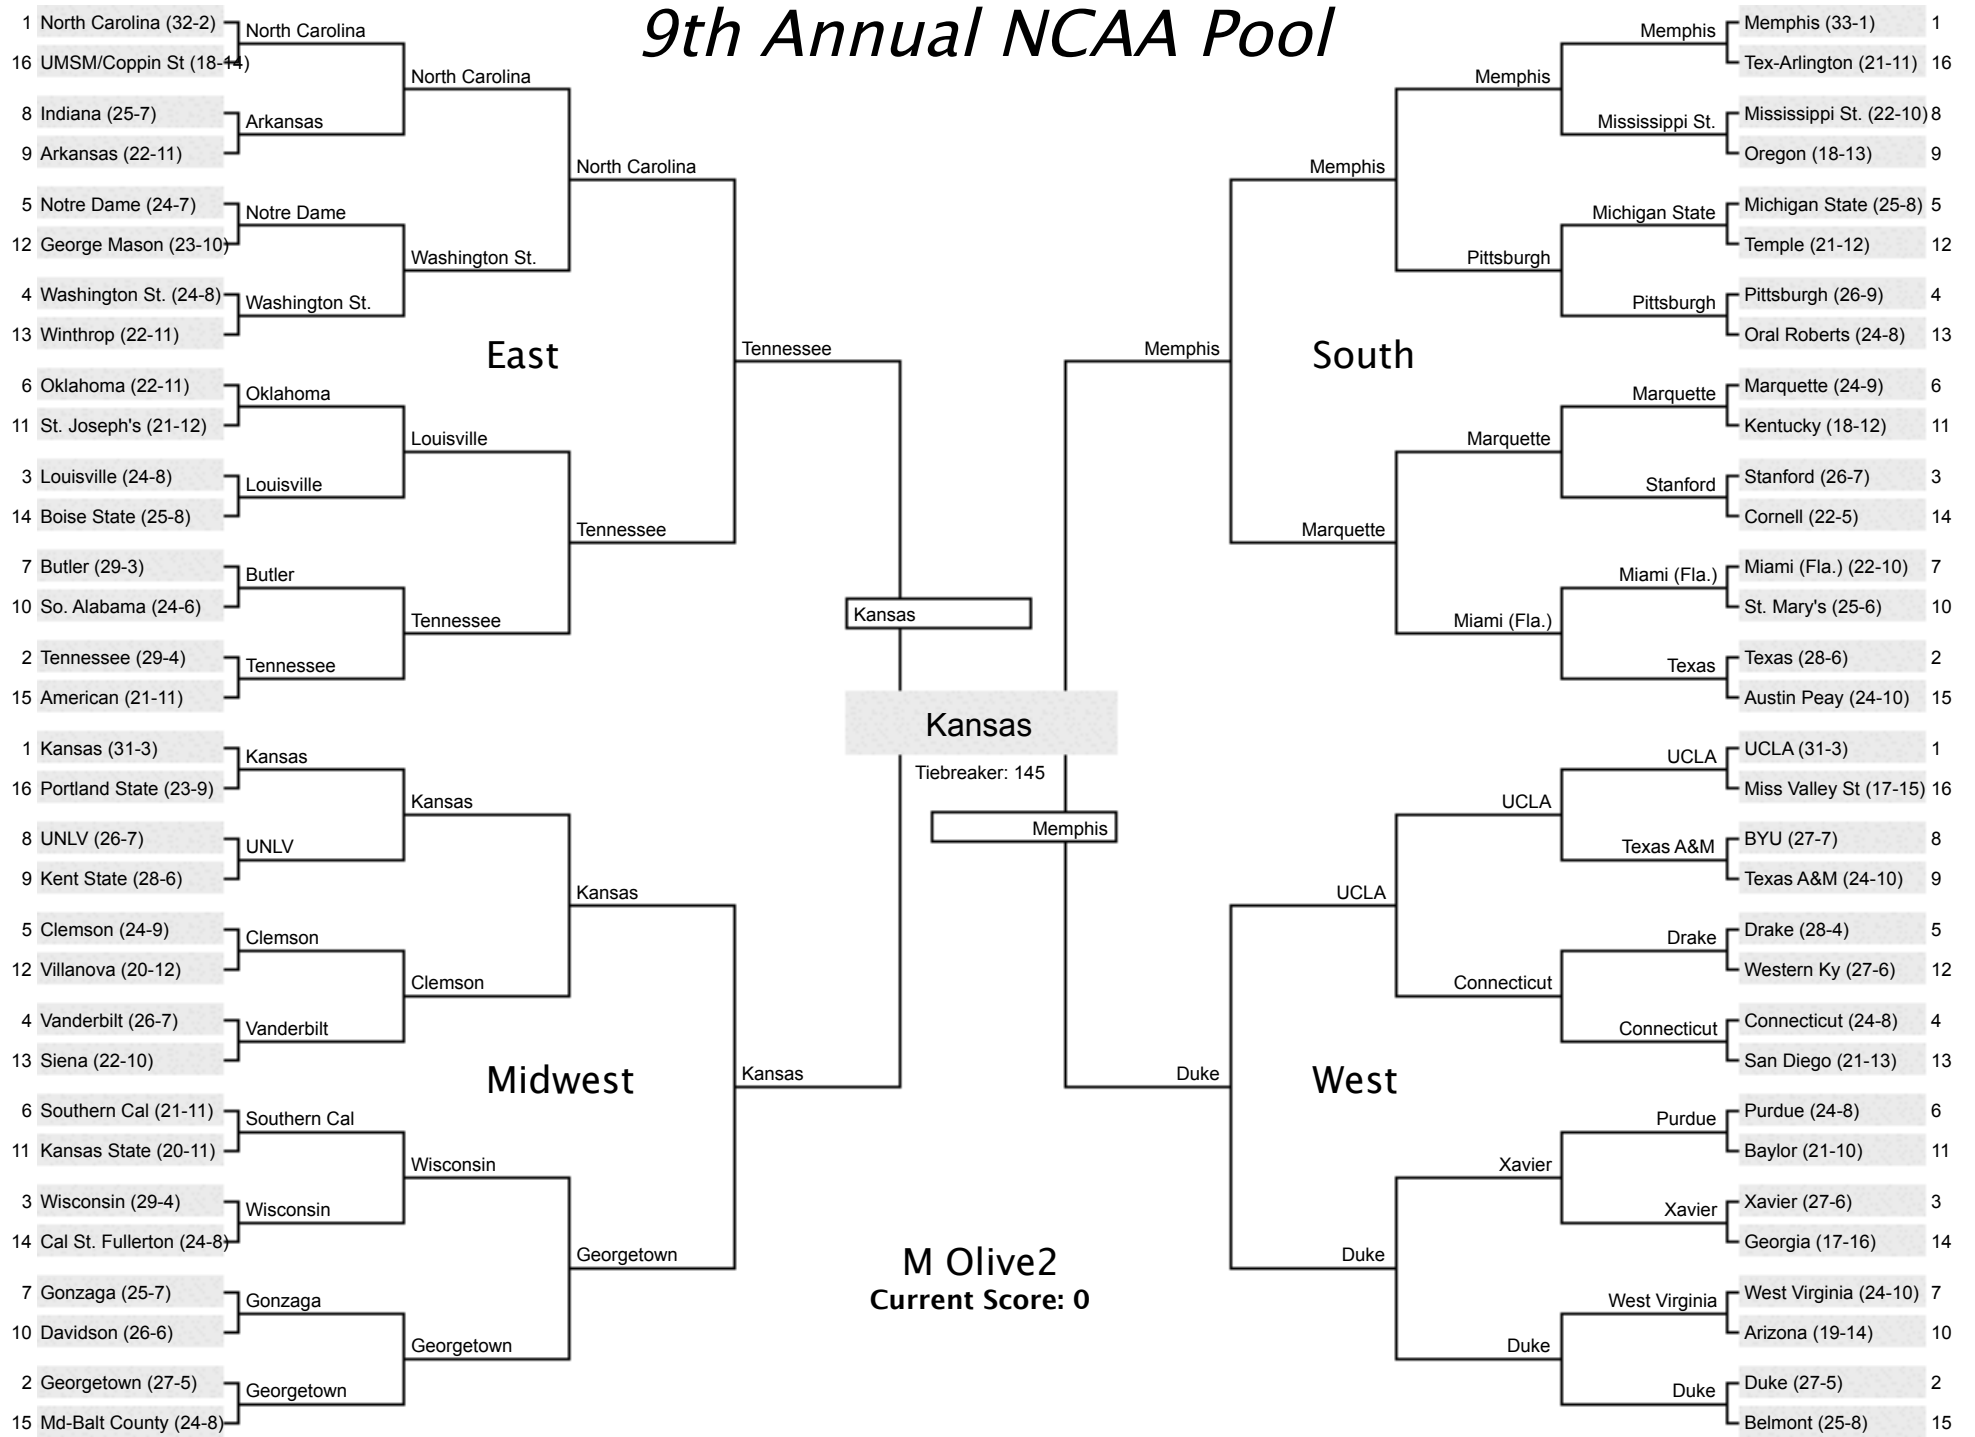 9th Annual NCAA Pool
1 North Carolina (32-2)
16 UMSM/Coppin St (18-14)
8 Indiana (25-7)
9 Arkansas (22-11)
5 Notre Dame (24-7)
12 George Mason (23-10)
4 Washington St. (24-8)
13 Winthrop (22-11)
6 Oklahoma (22-11)
11 St. Joseph's (21-12)
3 Louisville (24-8)
14 Boise State (25-8)
7 Butler (29-3)
10 So. Alabama (24-6)
2 Tennessee (29-4)
15 American (21-11)
1 Kansas (31-3)
16 Portland State (23-9)
8 UNLV (26-7)
9 Kent State (28-6)
5 Clemson (24-9)
12 Villanova (20-12)
4 Vanderbilt (26-7)
13 Siena (22-10)
6 Southern Cal (21-11)
11 Kansas State (20-11)
3 Wisconsin (29-4)
14 Cal St. Fullerton (24-8)
7 Gonzaga (25-7)
10 Davidson (26-6)
2 Georgetown (27-5)
15 Md-Balt County (24-8)
North Carolina
Arkansas
Notre Dame
Washington St.
Oklahoma
Louisville
Butler
Tennessee
Kansas
UNLV
Clemson
Vanderbilt
Southern Cal
Wisconsin
Gonzaga
Georgetown
North Carolina
Washington St.
Louisville
Tennessee
Kansas
Clemson
Wisconsin
Georgetown
East
Midwest
North Carolina
Tennessee
Kansas
Georgetown
Tennessee
Kansas
Kansas
Kansas
Tiebreaker: 145
Memphis
M Olive2
Current Score: 0
Memphis
Duke
Memphis
Marquette
UCLA
Duke
South
West
Memphis
Pittsburgh
Marquette
Miami (Fla.)
UCLA
Connecticut
Xavier
Duke
Memphis
Mississippi St.
Michigan State
Pittsburgh
Marquette
Stanford
Miami (Fla.)
Texas
UCLA
Texas A&M
Drake
Connecticut
Purdue
Xavier
West Virginia
Duke
Memphis (33-1) 1
Tex-Arlington (21-11) 16
Mississippi St. (22-10) 8
Oregon (18-13) 9
Michigan State (25-8) 5
Temple (21-12) 12
Pittsburgh (26-9) 4
Oral Roberts (24-8) 13
Marquette (24-9) 6
Kentucky (18-12) 11
Stanford (26-7) 3
Cornell (22-5) 14
Miami (Fla.) (22-10) 7
St. Mary's (25-6) 10
Texas (28-6) 2
Austin Peay (24-10) 15
UCLA (31-3) 1
Miss Valley St (17-15) 16
BYU (27-7) 8
Texas A&M (24-10) 9
Drake (28-4) 5
Western Ky (27-6) 12
Connecticut (24-8) 4
San Diego (21-13) 13
Purdue (24-8) 6
Baylor (21-10) 11
Xavier (27-6) 3
Georgia (17-16) 14
West Virginia (24-10) 7
Arizona (19-14) 10
Duke (27-5) 2
Belmont (25-8) 15